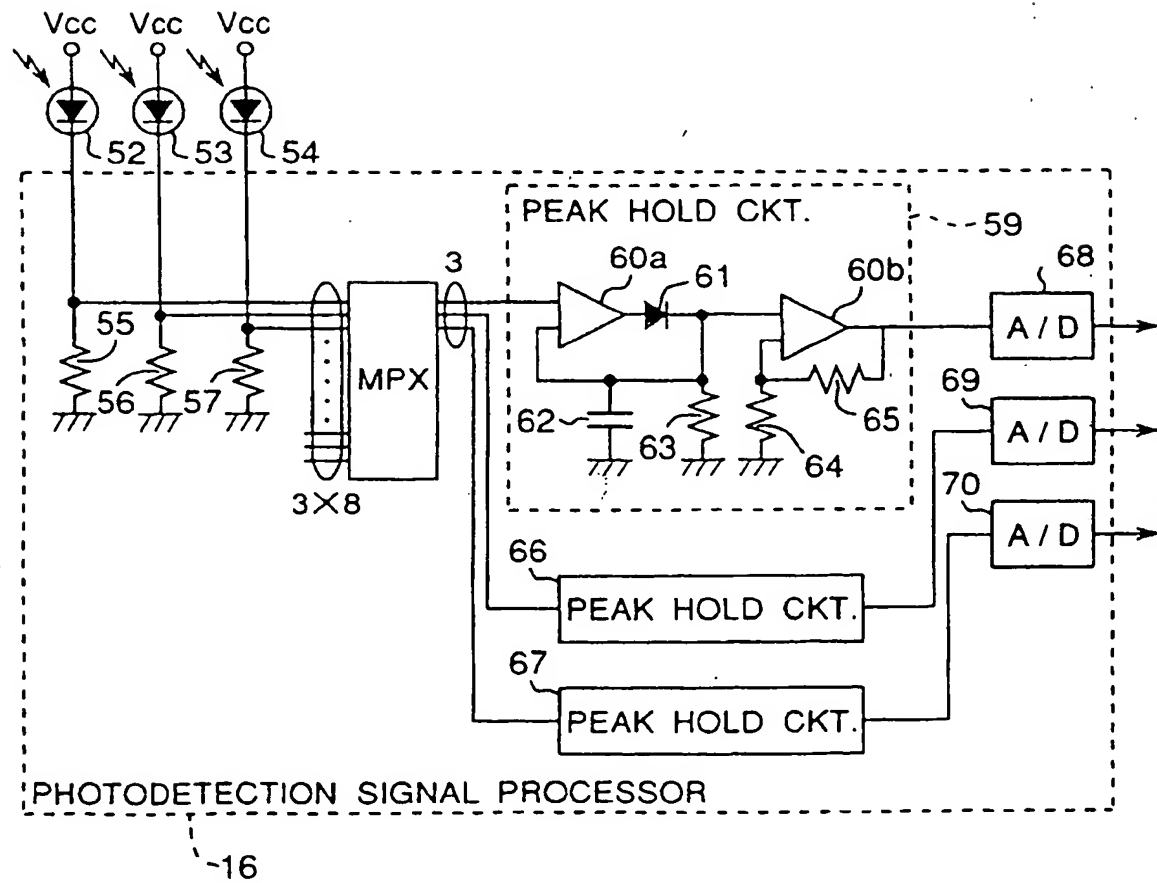 Vcc Vcc Vcc
52 53 54
PEAK HOLD CKT.
59
3
60a
61
60b
68
A/D
55
56
57
MPX
62
63
64
65
69
A/D
3×8
70
A/D
66
PEAK HOLD CKT.
67
PEAK HOLD CKT.
PHOTODETECTION SIGNAL PROCESSOR
16